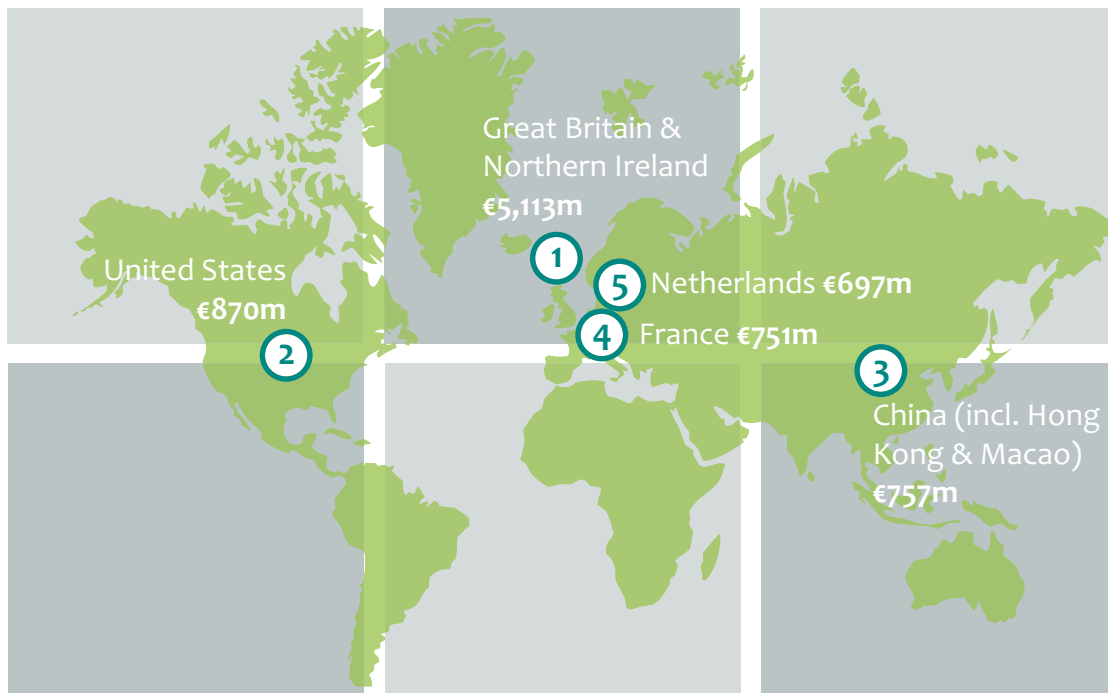 Great Britain &
Northern Ireland
€5,113m
1
United States
€870m
2
5
Netherlands €697m
4
France €751m
3
China (incl. Hong
Kong & Macao)
€757m